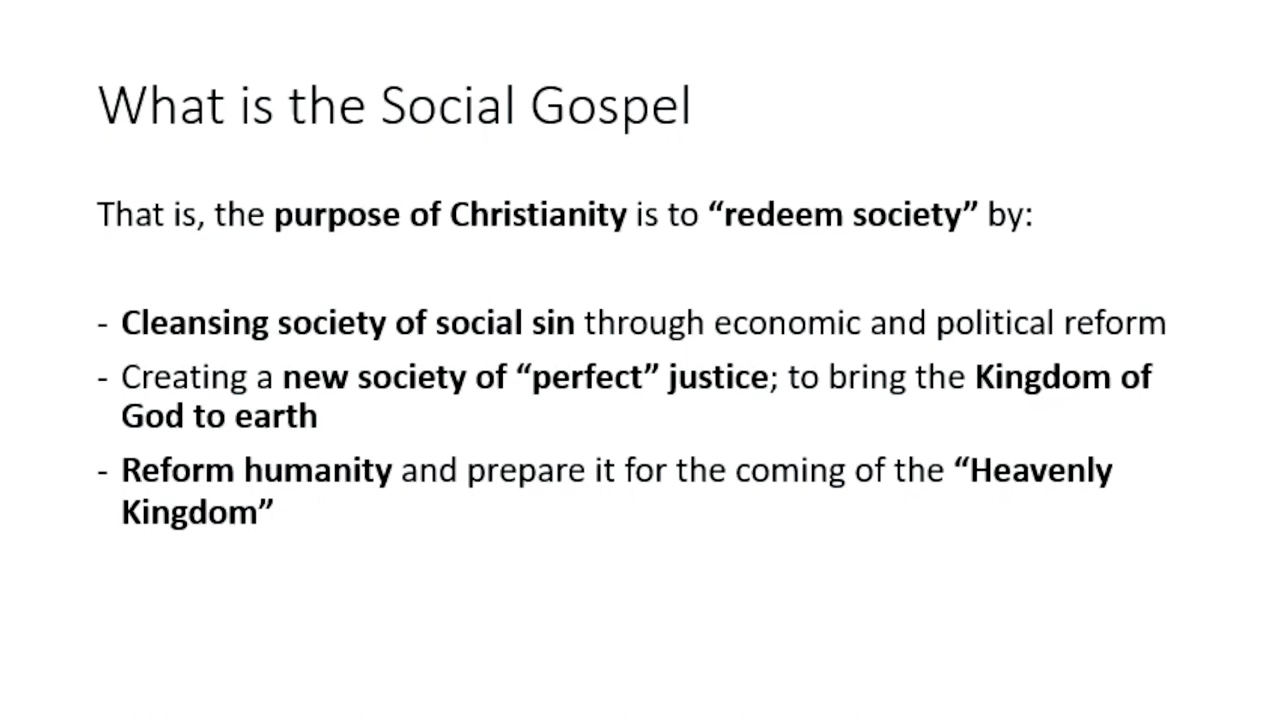 What is the Social Gospel
That is, the purpose of Christianity is to “redeem society” by:
- Cleansing society of social sin through economic and political reform
- Creating a new society of “perfect” justice; to bring the Kingdom of
God to earth
- Reform humanity and prepare it for the coming of the “Heavenly
Kingdom”